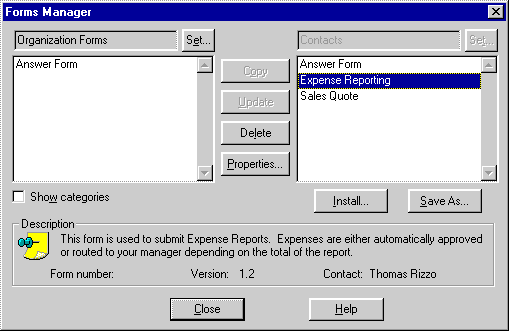 Forms Manager
Organization Forms Set... Contacts Set...
Answer Form Copy Answer Form
Expense Reporting
Update Sales Quote
Delete
Properties...
Show categories Install... Save As...
Description
This form is used to submit Expense Reports. Expenses are either automatically approved
or routed to your manager depending on the total of the report.
Form number: Version: 1.2 Contact: Thomas Rizzo
Close Help